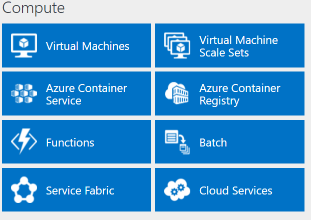 Compute
Virtual Machines
Virtual Machine
Scale Sets
Azure Container
Service
Azure Container
Registry
Functions
Batch
Service Fabric
Cloud Services